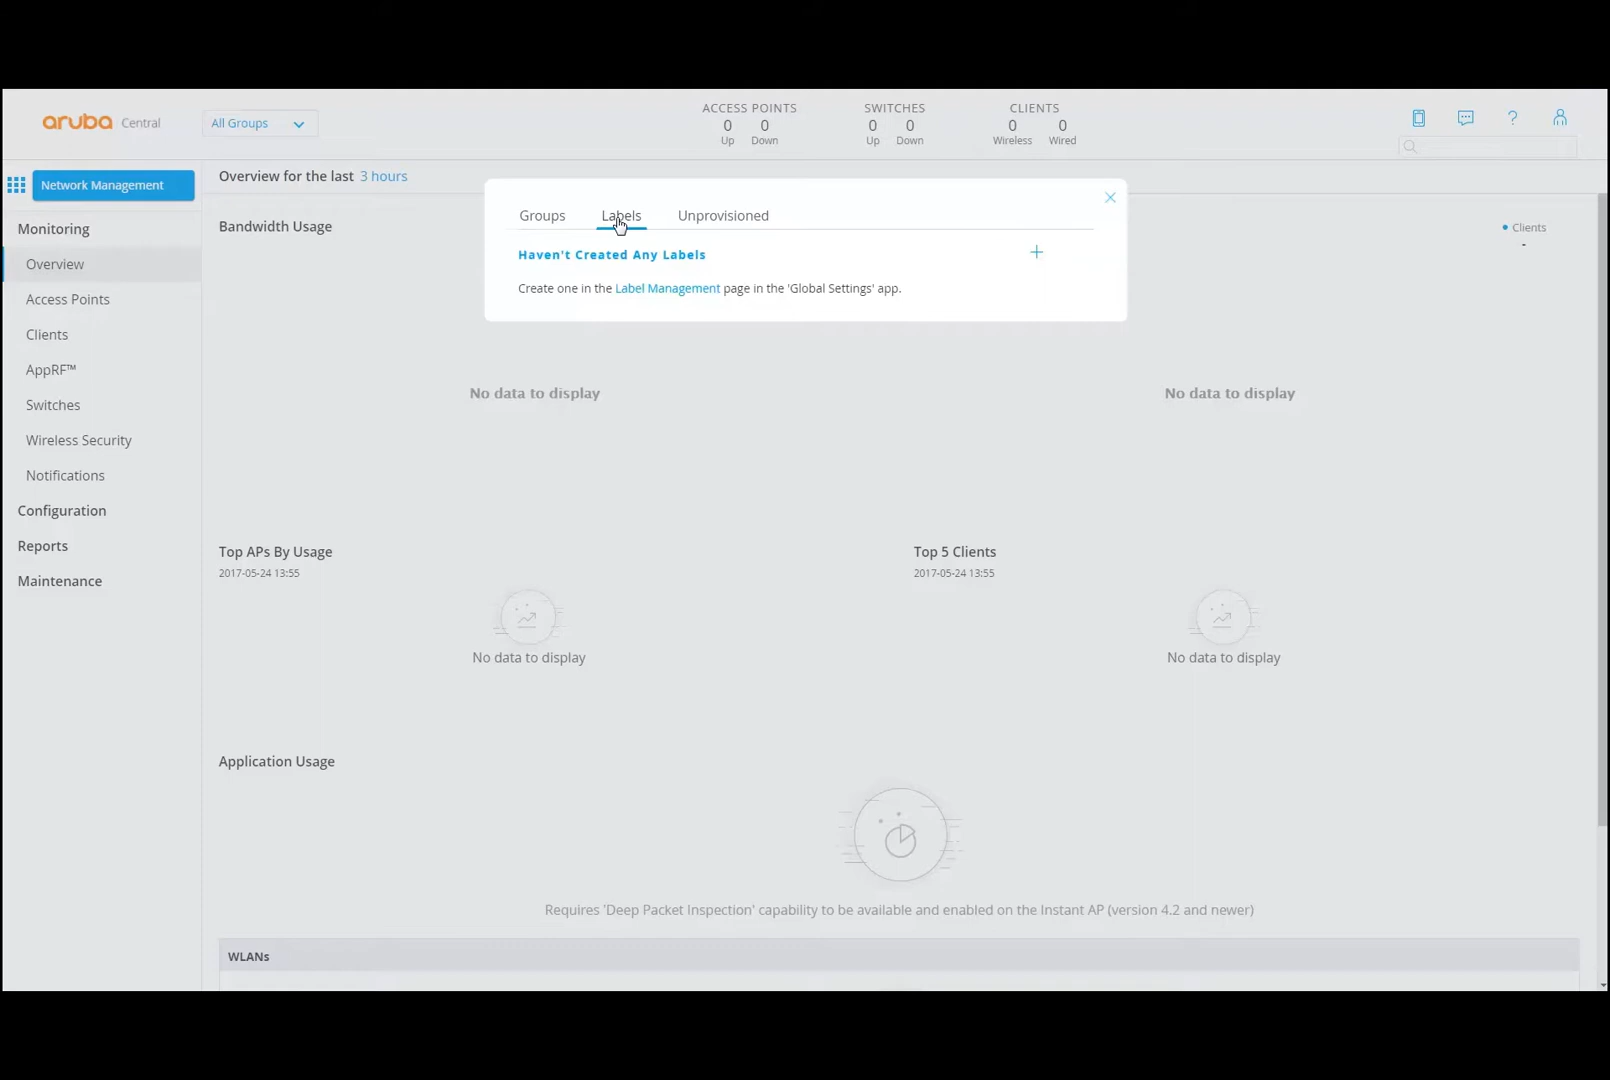 aruba Central
All Groups
ACCESS POINTS
0 0
Up Down
SWITCHES
0 0
Up Down
CLIENTS
0 0
Wireless Wired
?
Network Management
Overview for the last 3 hours
Monitoring
Overview
Access Points
Clients
AppRF™
Switches
Wireless Security
Notifications
Configuration
Reports
Maintenance
Groups
Labels
Unprovisioned
Haven't Created Any Labels
Create one in the Label Management page in the 'Global Settings' app.
Bandwidth Usage
Clients
-
No data to display
No data to display
Top APs By Usage
2017-05-24 13:55
No data to display
Top 5 Clients
2017-05-24 13:55
No data to display
Application Usage
Requires 'Deep Packet Inspection' capability to be available and enabled on the Instant AP (version 4.2 and newer)
WLANs